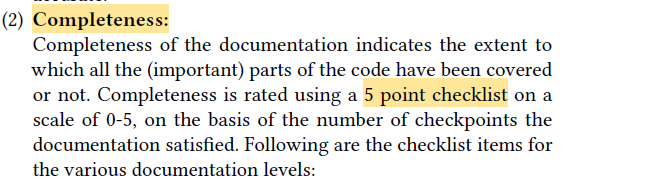 (2) Completeness:
Completeness of the documentation indicates the extent to
which all the (important) parts of the code have been covered
or not. Completeness is rated using a 5 point checklist on a
scale of 0-5, on the basis of the number of checkpoints the
documentation satisfied. Following are the checklist items for
the various documentation levels: